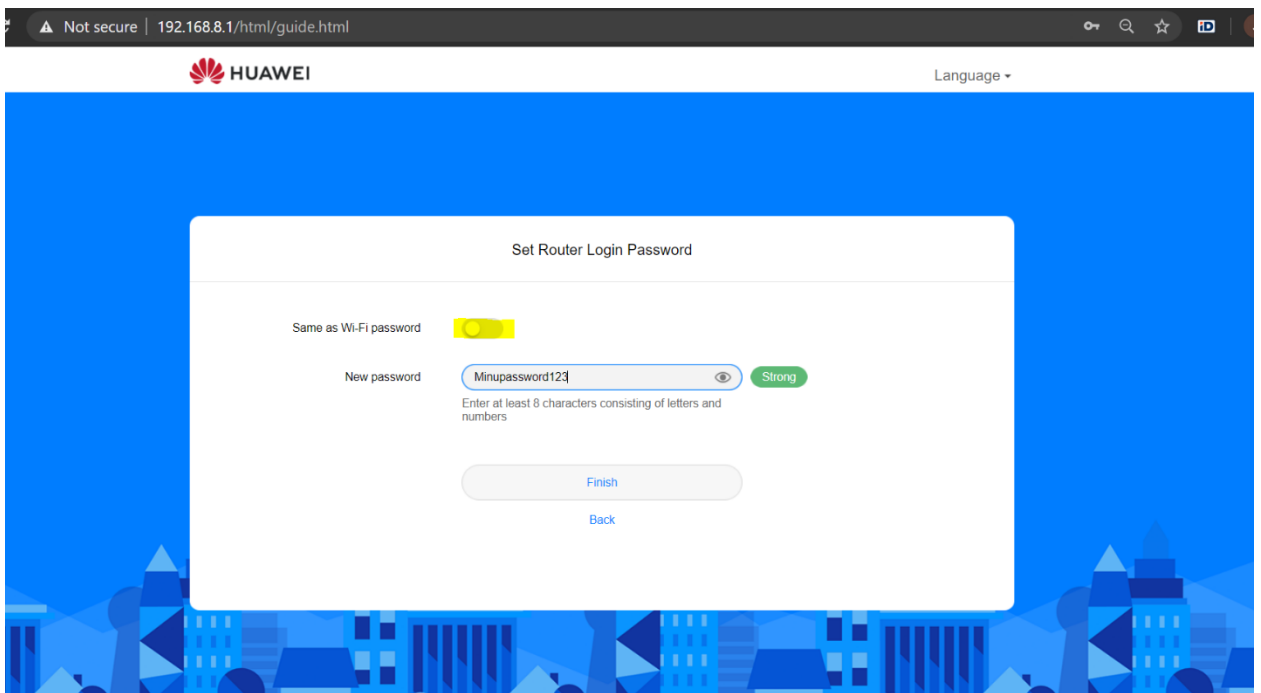 Not secure | 192.168.8.1/html/guide.html
HUAWEI
Language
Set Router Login Password
Same as Wi-Fi password
New password
Minupassword123
Strong
Enter at least 8 characters consisting of letters and
numbers
Finish
Back